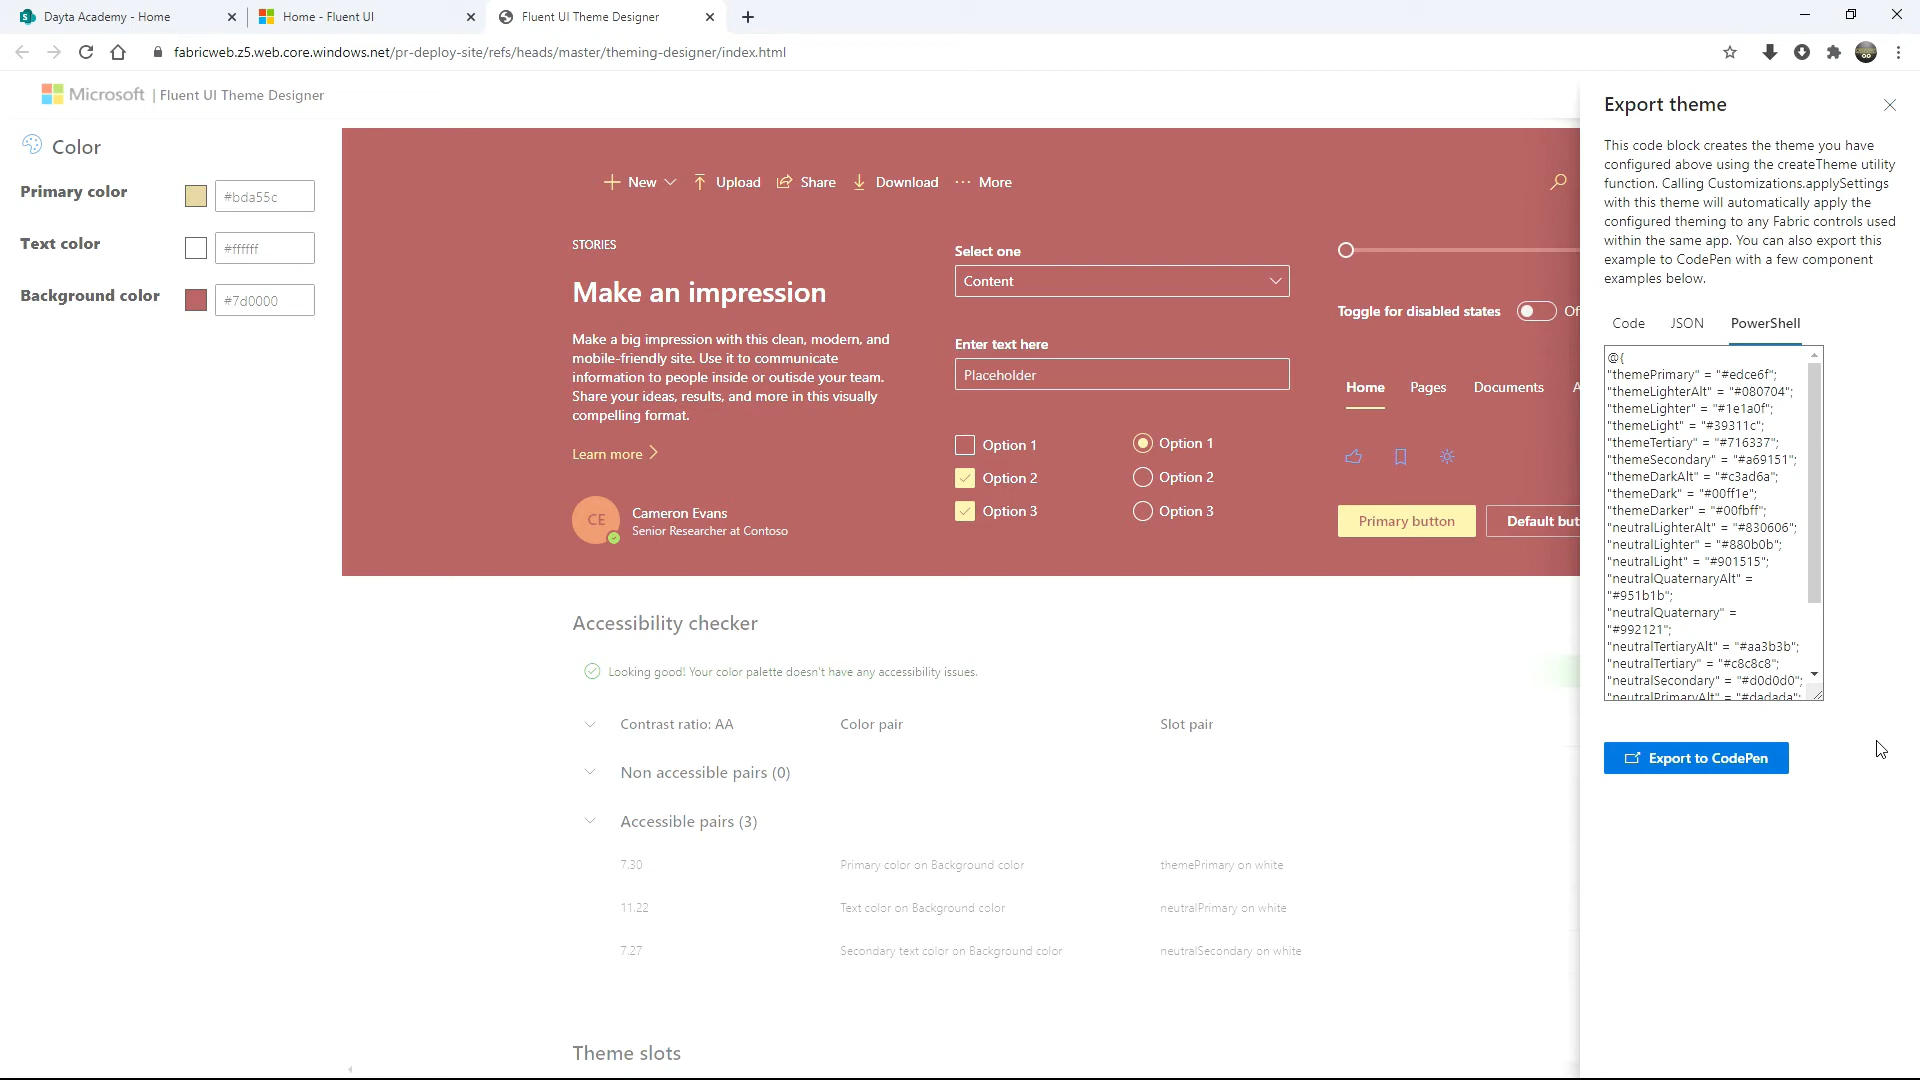 Dayta Academy - Home
Home - Fluent UI
Fluent UI Theme Designer
fabricweb.z5.web.core.windows.net/pr-deploy-site/refs/heads/master/theming-designer/index.html
Microsoft | Fluent UI Theme Designer
Color
Primary color
#bda55c
Text color
#ffffff
Background color
#7d0000
New
Upload
Share
Download
More
STORIES
Make an impression
Make a big impression with this clean, modern, and
mobile-friendly site. Use it to communicate
information to people inside or outisde your team.
Share your ideas, results, and more in this visually
compelling format.
Learn more
CE
Cameron Evans
Senior Researcher at Contoso
Select one
Content
Enter text here
Placeholder
Option 1
Option 2
Option 3
Option 1
Option 2
Option 3
Toggle for disabled states
Of
Home
Pages
Documents
A
Primary button
Default but
Accessibility checker
Looking good! Your color palette doesn't have any accessibility issues.
Contrast ratio: AA
Color pair
Slot pair
Non accessible pairs (0)
Accessible pairs (3)
7.30
Primary color on Background color
themePrimary on white
11.22
Text color on Background color
neutralPrimary on white
7.27
Secondary text color on Background color
neutralSecondary on white
Theme slots
Export theme
This code block creates the theme you have
configured above using the createTheme utility
function. Calling Customizations.applySettings
with this theme will automatically apply the
configured theming to any Fabric controls used
within the same app. You can also export this
example to CodePen with a few component
examples below.
Code
JSON
PowerShell
@{
"themePrimary" = "#edce6f";
"themeLighterAlt" = "#080704";
"themeLighter" = "#1e1a0f";
"themeLight" = "#39311c";
"themeTertiary" = "#716337";
"themeSecondary" = "#a69151";
"themeDarkAlt" = "#c3ad6a";
"themeDark" = "#00ff1e";
"themeDarker" = "#00fbff";
"neutralLighterAlt" = "#830606";
"neutralLighter" = "#880b0b";
"neutralLight" = "#901515";
"neutralQuaternaryAlt" =
"#951b1b";
"neutralQuaternary" =
"#992121";
"neutralTertiaryAlt" = "#aa3b3b";
"neutralTertiary" = "#c8c8c8";
"neutralSecondary" = "#d0d0d0";
"neutralPrimaryAlt" = "#dadada";
Export to CodePen